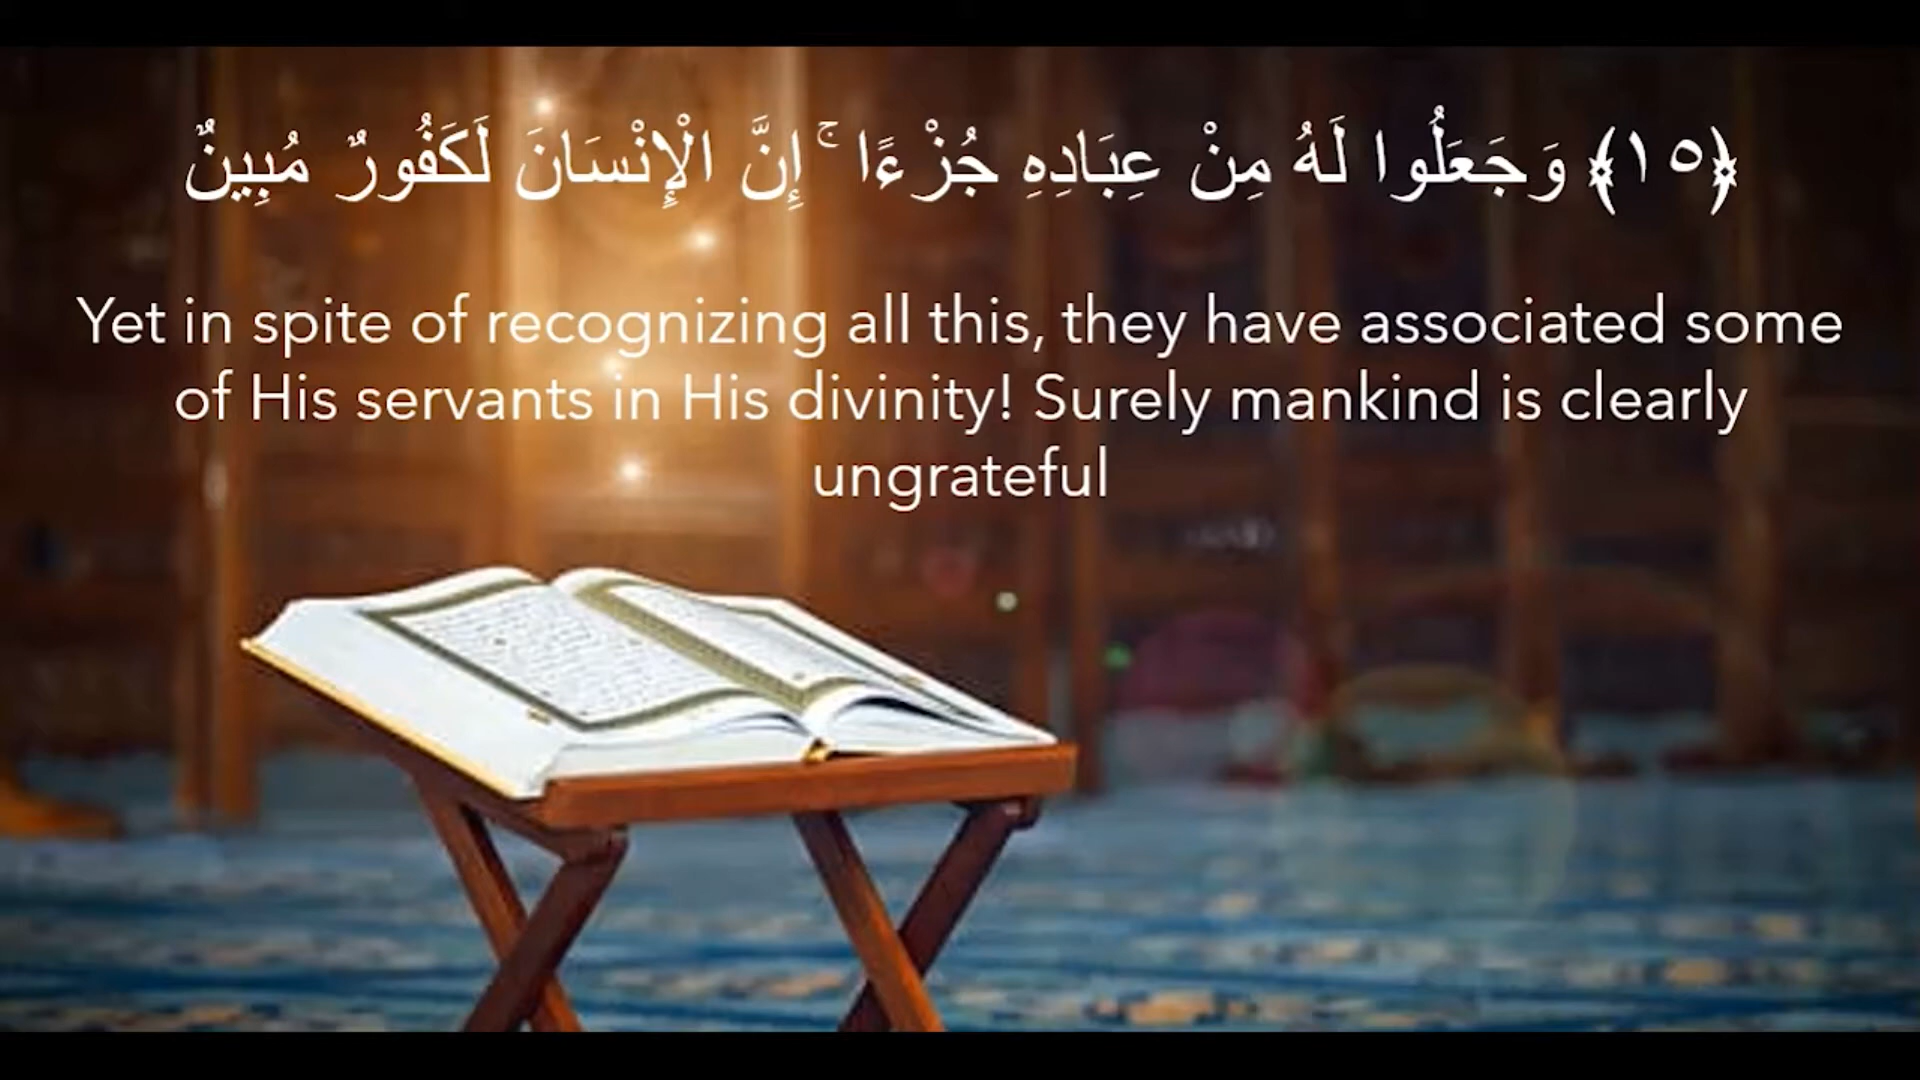 ﴿١٥﴾ وَجَعَلُوا لَهُ مِنْ عِبَادِهِ جُزْءًا ۚ إِنَّ الْإِنْسَانَ لَكَفُورٌ مُبِينٌ
Yet in spite of recognizing all this, they have associated some
of His servants in His divinity! Surely mankind is clearly
ungrateful